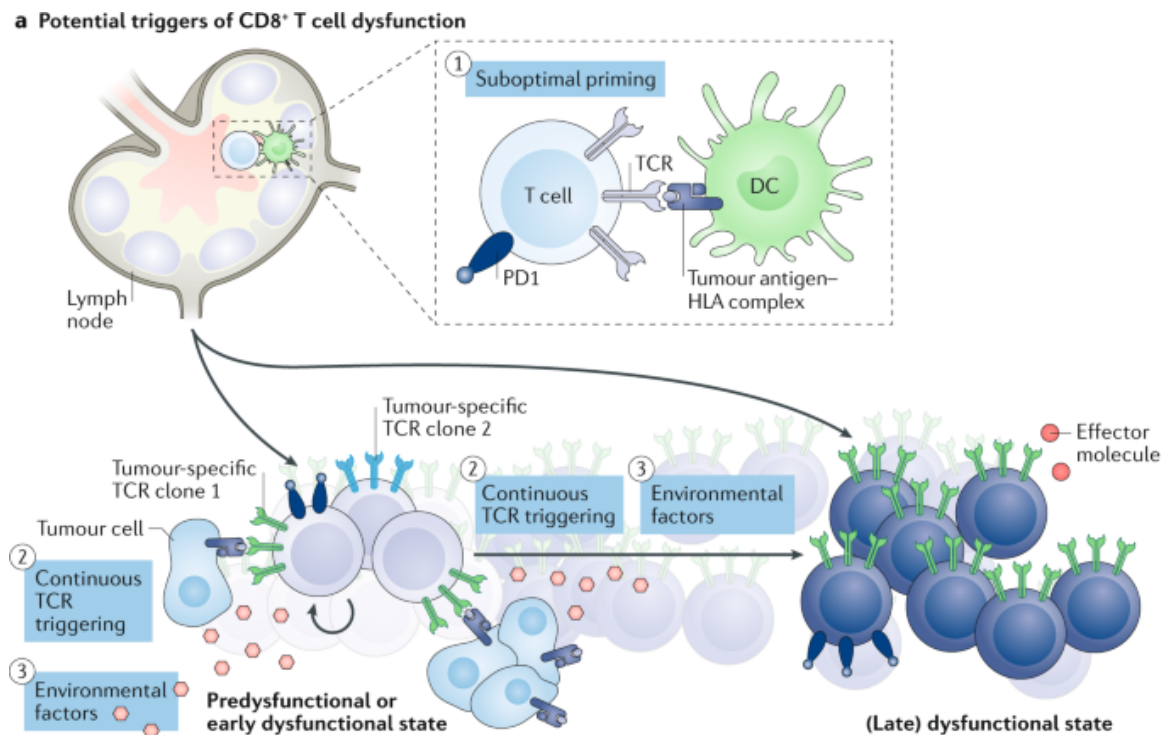 a Potential triggers of CD8⁺ T cell dysfunction
1
Suboptimal priming
TCR
T cell
DC
PD1
Tumour antigen–
HLA complex
Lymph
node
Tumour-specific
TCR clone 2
Tumour-specific
TCR clone 1
Tumour cell
2
Continuous
TCR
triggering
3
Environmental
factors
2
Continuous
TCR triggering
3
Environmental
factors
Effector
molecule
Predysfunctional or
early dysfunctional state
(Late) dysfunctional state